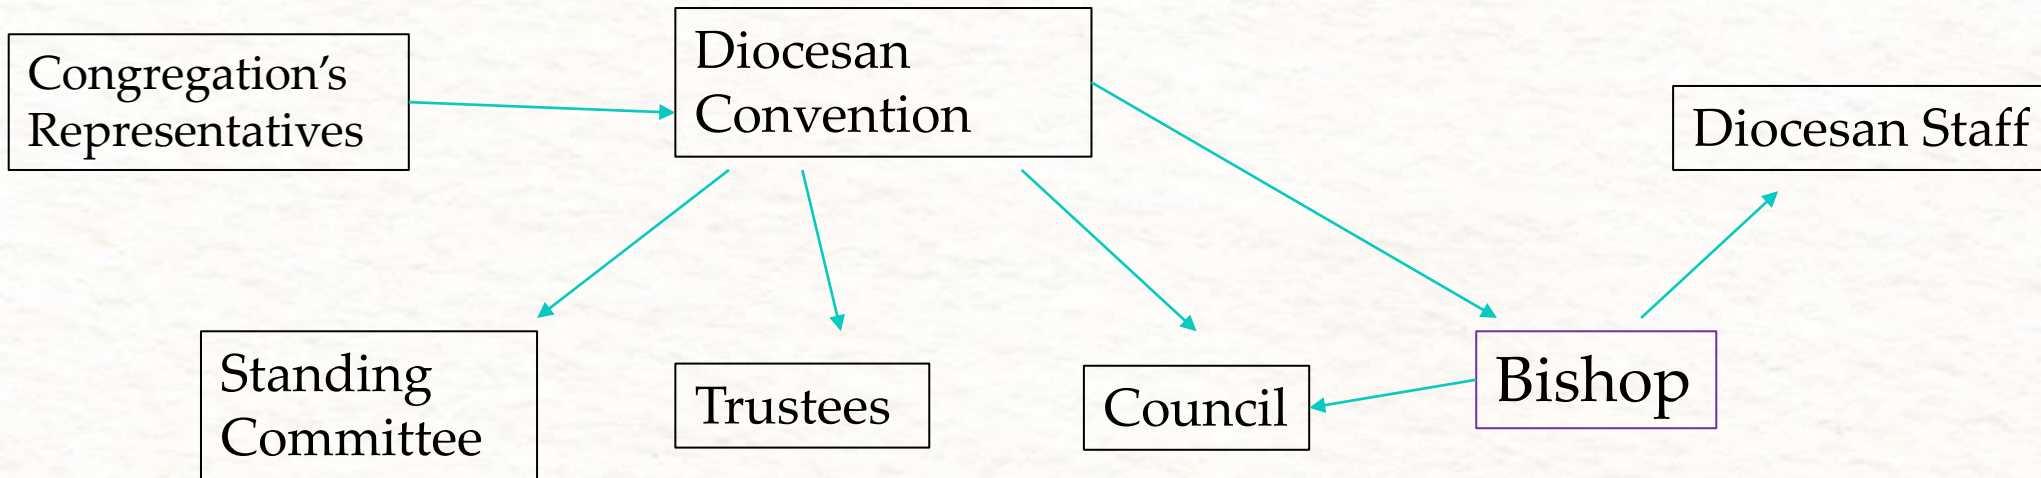 Congregation’s
Representatives
Diocesan
Convention
Diocesan Staff
Standing
Committee
Trustees
Council
Bishop